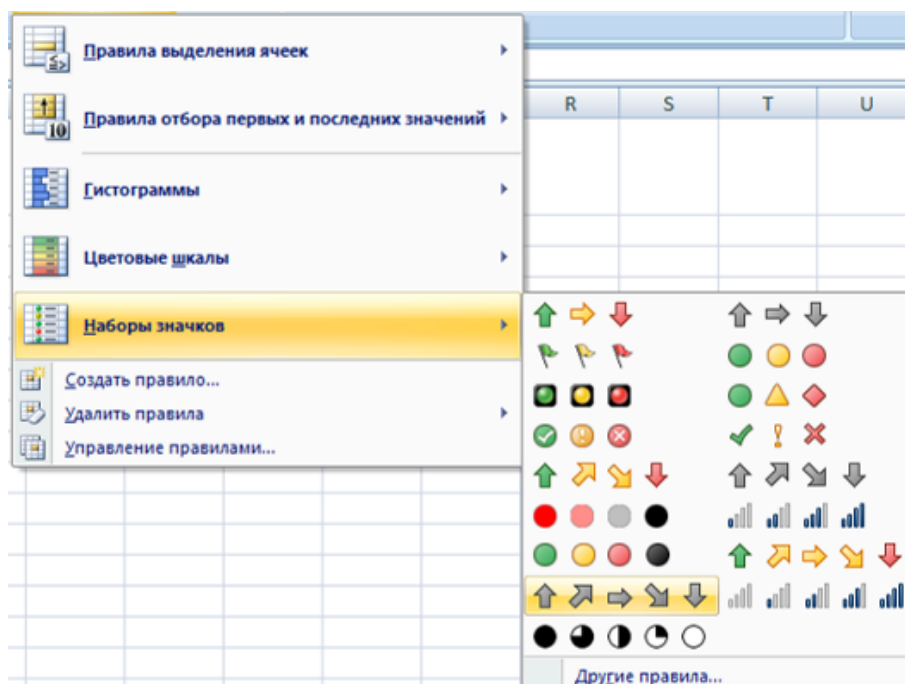 Правила выделения ячеек
Правила отбора первых и последних значений
10
R S T U
Гистограммы
Цветовые шкалы
Наборы значков
Создать правило...
Удалить правила
Управление правилами...
Другие правила...